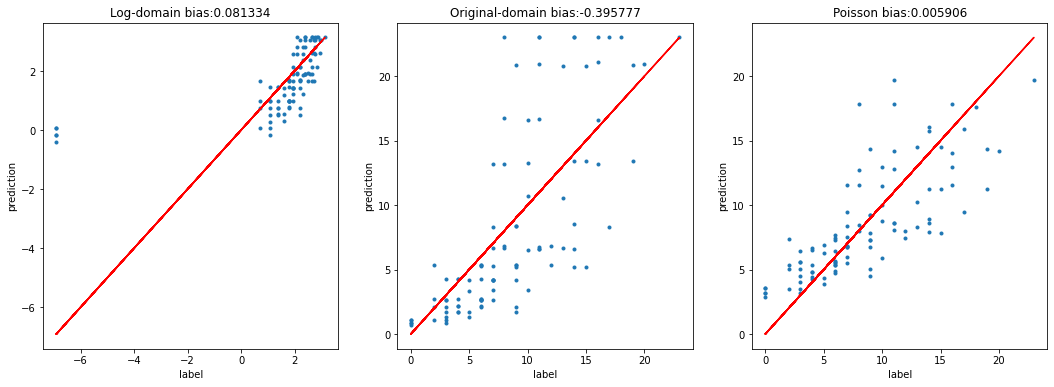 Log-domain bias:0.081334
prediction
2
0
−2
−4
−6
−6 −4 −2 0 2
label
Original-domain bias:-0.395777
prediction
20
15
10
5
0
0 5 10 15 20
label
Poisson bias:0.005906
prediction
20
15
10
5
0
0 5 10 15 20
label